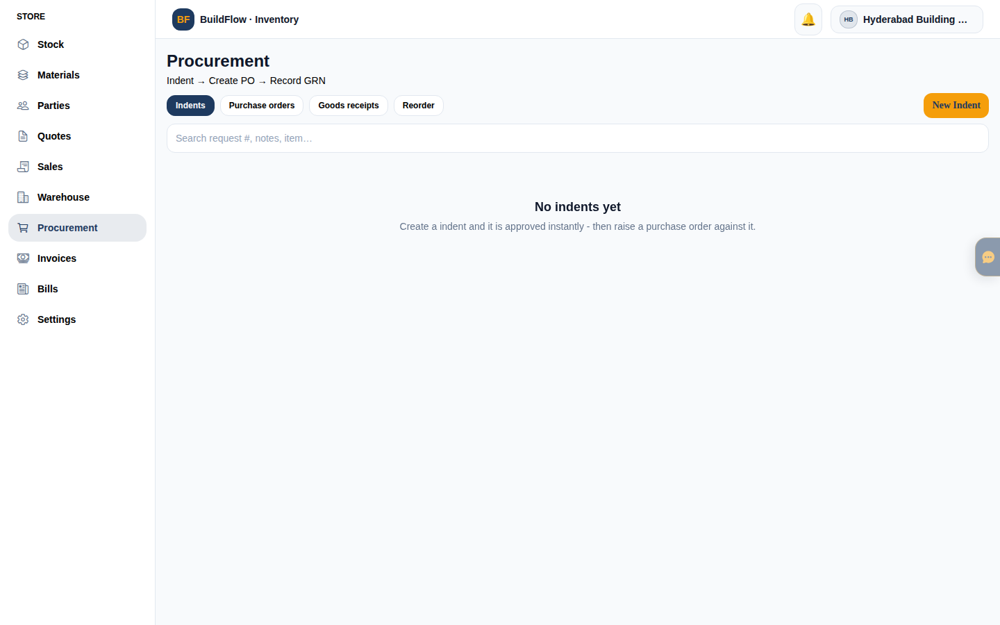 STORE
Stock
Materials
Parties
Quotes
Sales
Warehouse
Procurement
Invoices
Bills
Settings
BF BuildFlow · Inventory
HB Hyderabad Building ...
Procurement
Indent → Create PO → Record GRN
Indents Purchase orders Goods receipts Reorder New Indent
Search request #, notes, item…
No indents yet
Create a indent and it is approved instantly - then raise a purchase order against it.